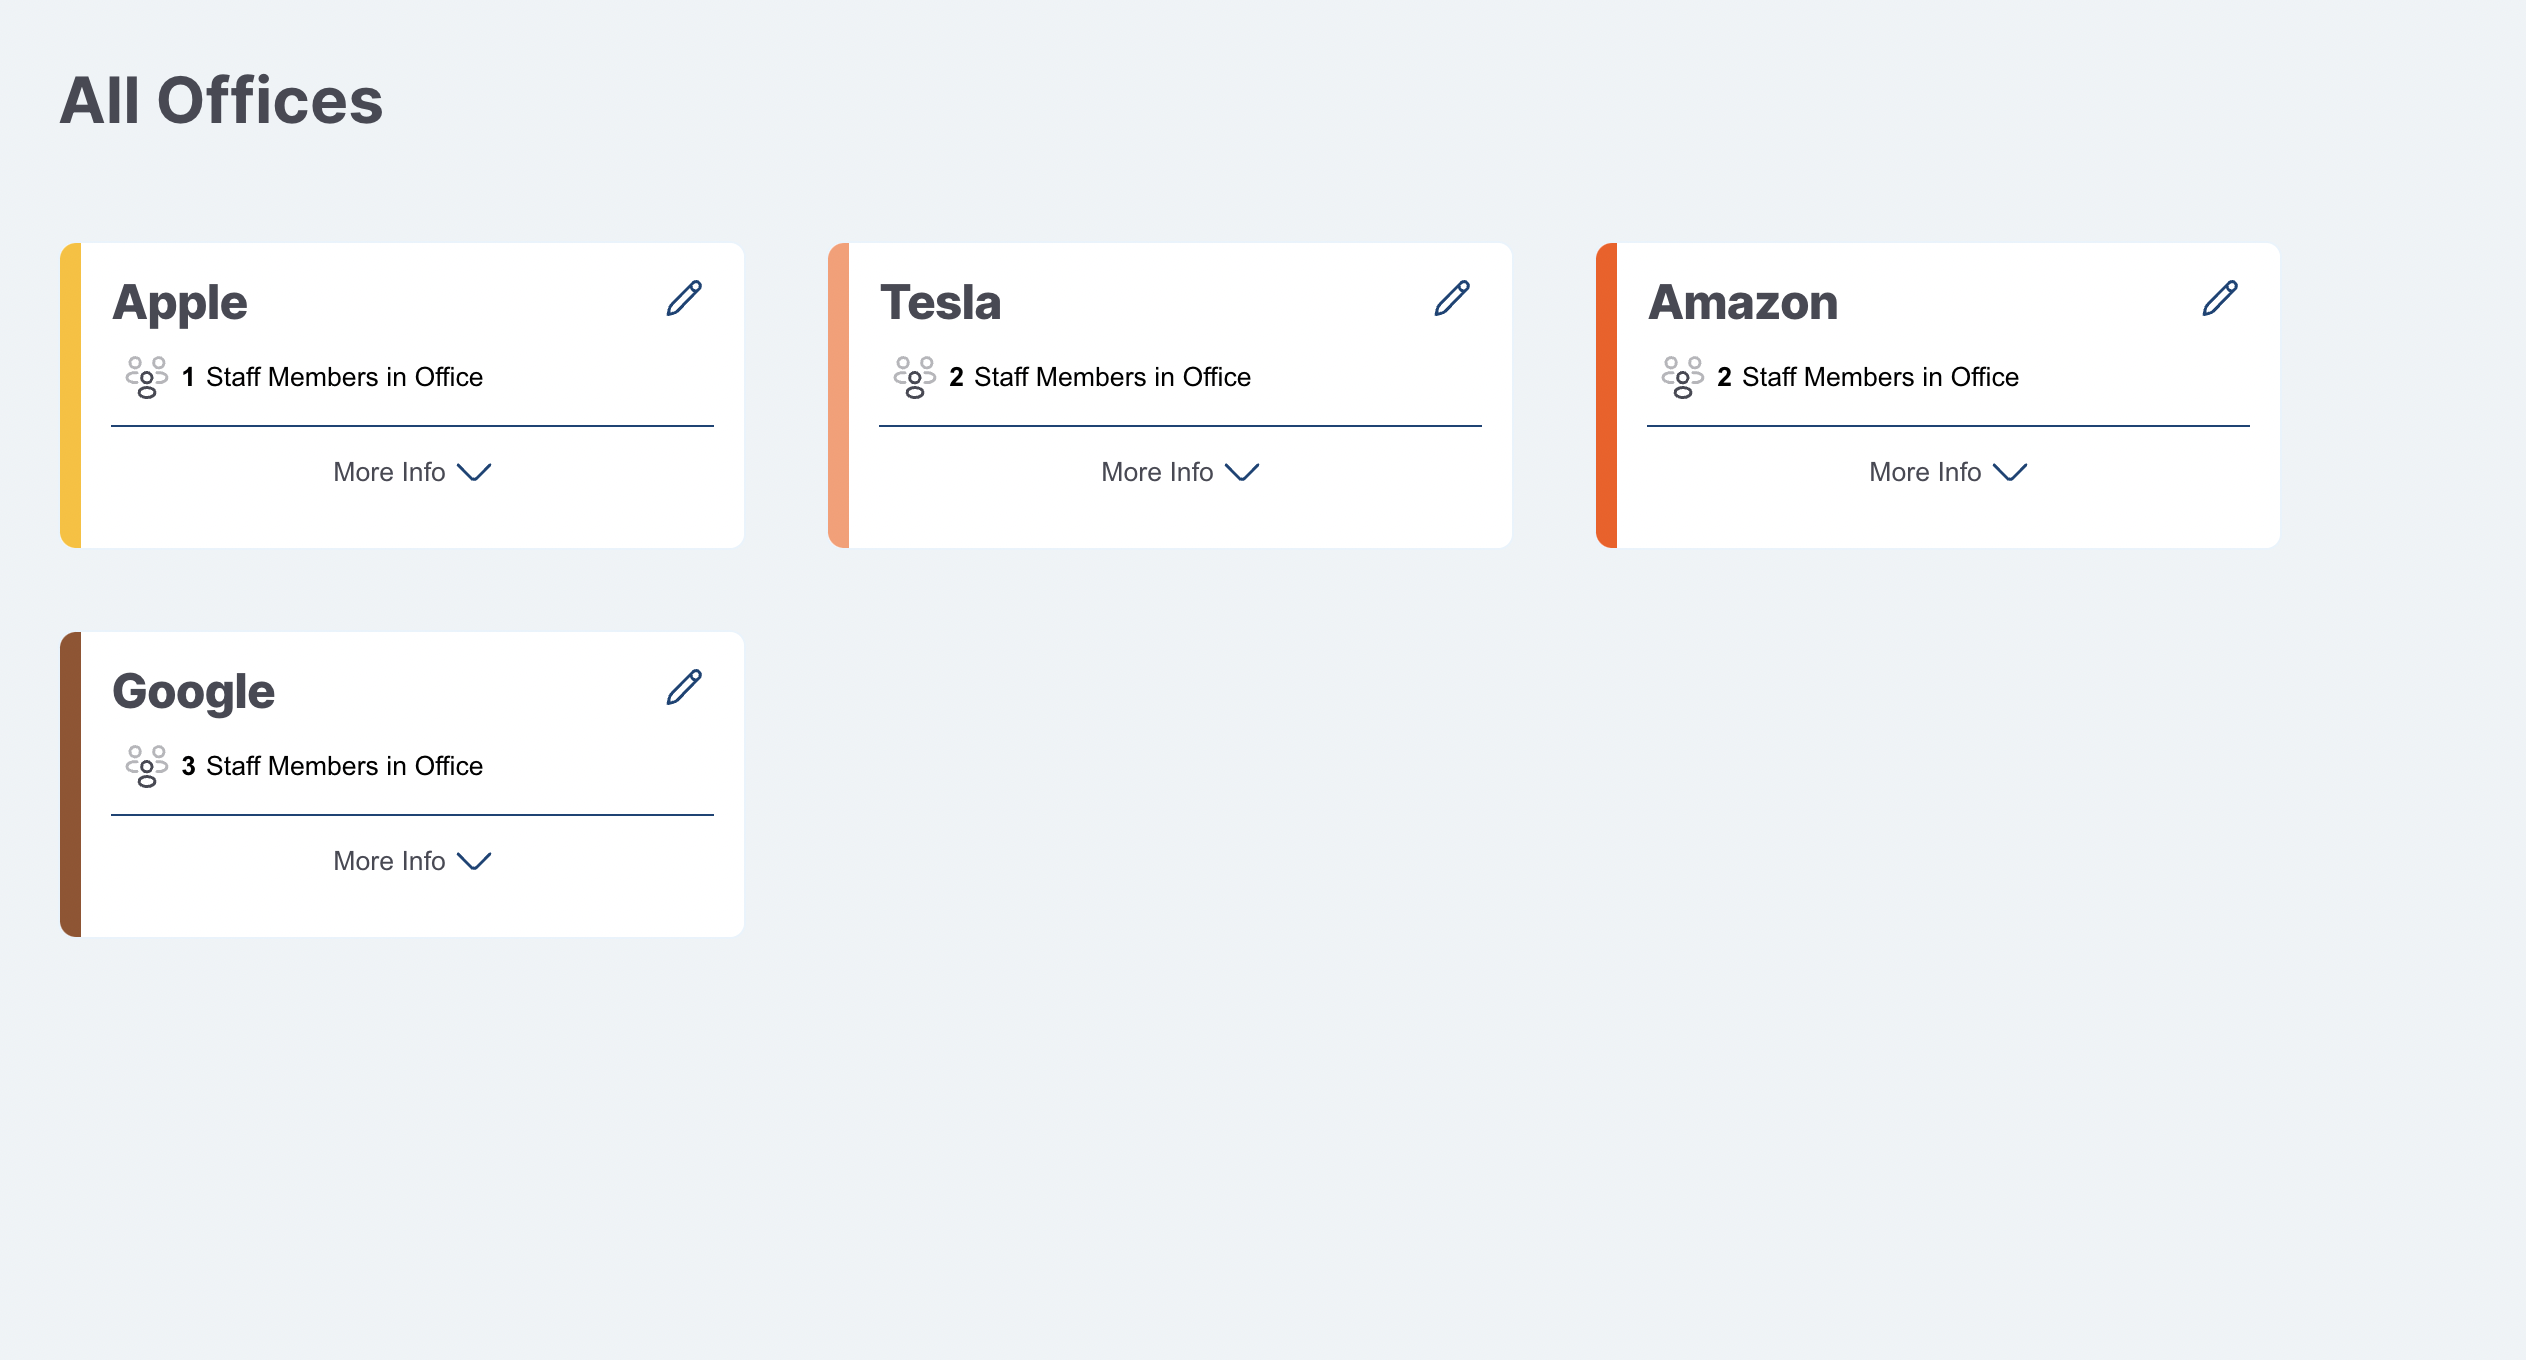 All Offices
Apple
1 Staff Members in Office
More Info
Tesla
2 Staff Members in Office
More Info
Amazon
2 Staff Members in Office
More Info
Google
3 Staff Members in Office
More Info